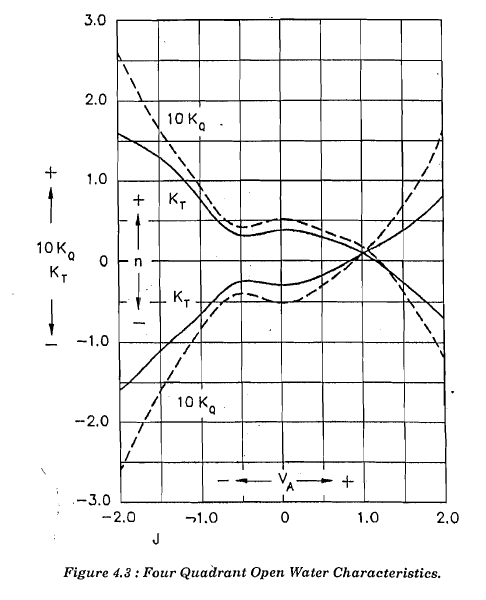 3.0
2.0
10 K_Q
1.0
+
+
K_T
10 K_Q
K_T
n
0
K_T
−
−
−1.0
10 K_Q
−2.0
− V_A +
−3.0
−2.0 −1.0 0 1.0 2.0
J
Figure 4.3 : Four Quadrant Open Water Characteristics.